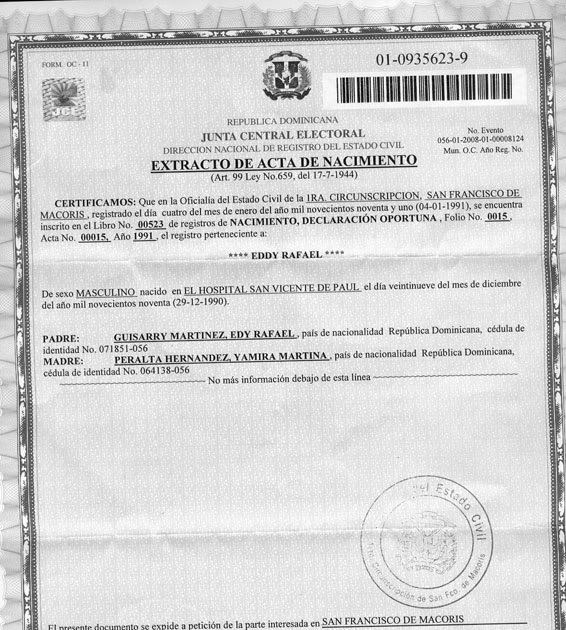 FORM. OC - 11
01-0935623-9
JCE
REPUBLICA DOMINICANA
JUNTA CENTRAL ELECTORAL
DIRECCION NACIONAL DE REGISTRO DEL ESTADO CIVIL
No. Evento
056-01-2008-01-00008124
Mun. O.C. Año Reg. No.
EXTRACTO DE ACTA DE NACIMIENTO
(Art. 99 Ley No.659, del 17-7-1944)
CERTIFICAMOS: Que en la Oficialía del Estado Civil de la 1RA. CIRCUNSCRIPCION, SAN FRANCISCO DE
MACORIS , registrado el día cuatro del mes de enero del año mil novecientos noventa y uno (04-01-1991), se encuentra
inscrito en el Libro No. 00523 de registros de NACIMIENTO, DECLARACIÓN OPORTUNA , Folio No. 0015 ,
Acta No. 00015, Año 1991 , el registro perteneciente a:
**** EDDY RAFAEL ****
De sexo MASCULINO nacido en EL HOSPITAL SAN VICENTE DE PAUL el día veintinueve del mes de diciembre
del año mil novecientos noventa (29-12-1990).
PADRE: GUISARRY MARTINEZ, EDY RAFAEL , país de nacionalidad República Dominicana, cédula de
identidad No. 071851-056
MADRE: PERALTA HERNANDEZ, YAMIRA MARTINA , país de nacionalidad República Dominicana,
cédula de identidad No. 064138-056
No más información debajo de esta línea
del Estado Civil
Circunscripción de San Fco. de Macorís
El presente documento se expide a petición de la parte interesada en SAN FRANCISCO DE MACORIS